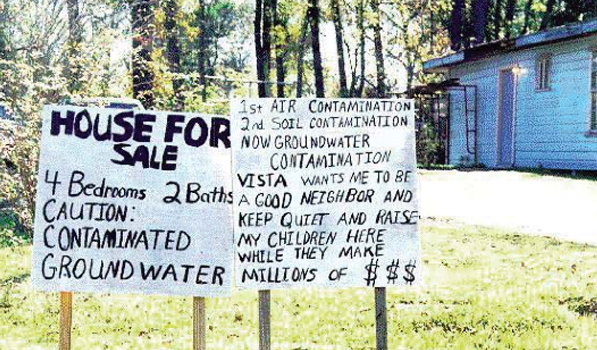 HOUSE FOR
SALE
4 Bedrooms 2 Baths
CAUTION:
CONTAMINATED
GROUNDWATER
1st AIR CONTAMINATION
2nd SOIL CONTAMINATION
NOW GROUNDWATER
CONTAMINATION
VISTA WANTS ME TO BE
A GOOD NEIGHBOR AND
KEEP QUIET AND RAISE
MY CHILDREN HERE
WHILE THEY MAKE
MILLIONS OF $ $ $